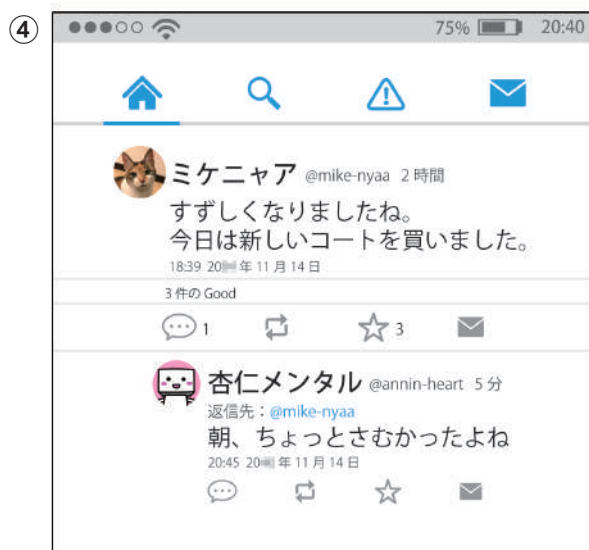 ④
75% 20:40
ミケニャア @mike-nyaa 2 時間
すずしくなりましたね。
今日は新しいコートを買いました。
18:39 20 年 11 月 14 日
3 件の Good
1 3
杏仁メンタル @annin-heart 5 分
返信先：@mike-nyaa
朝、ちょっとさむかったよね
20:45 20 年 11 月 14 日